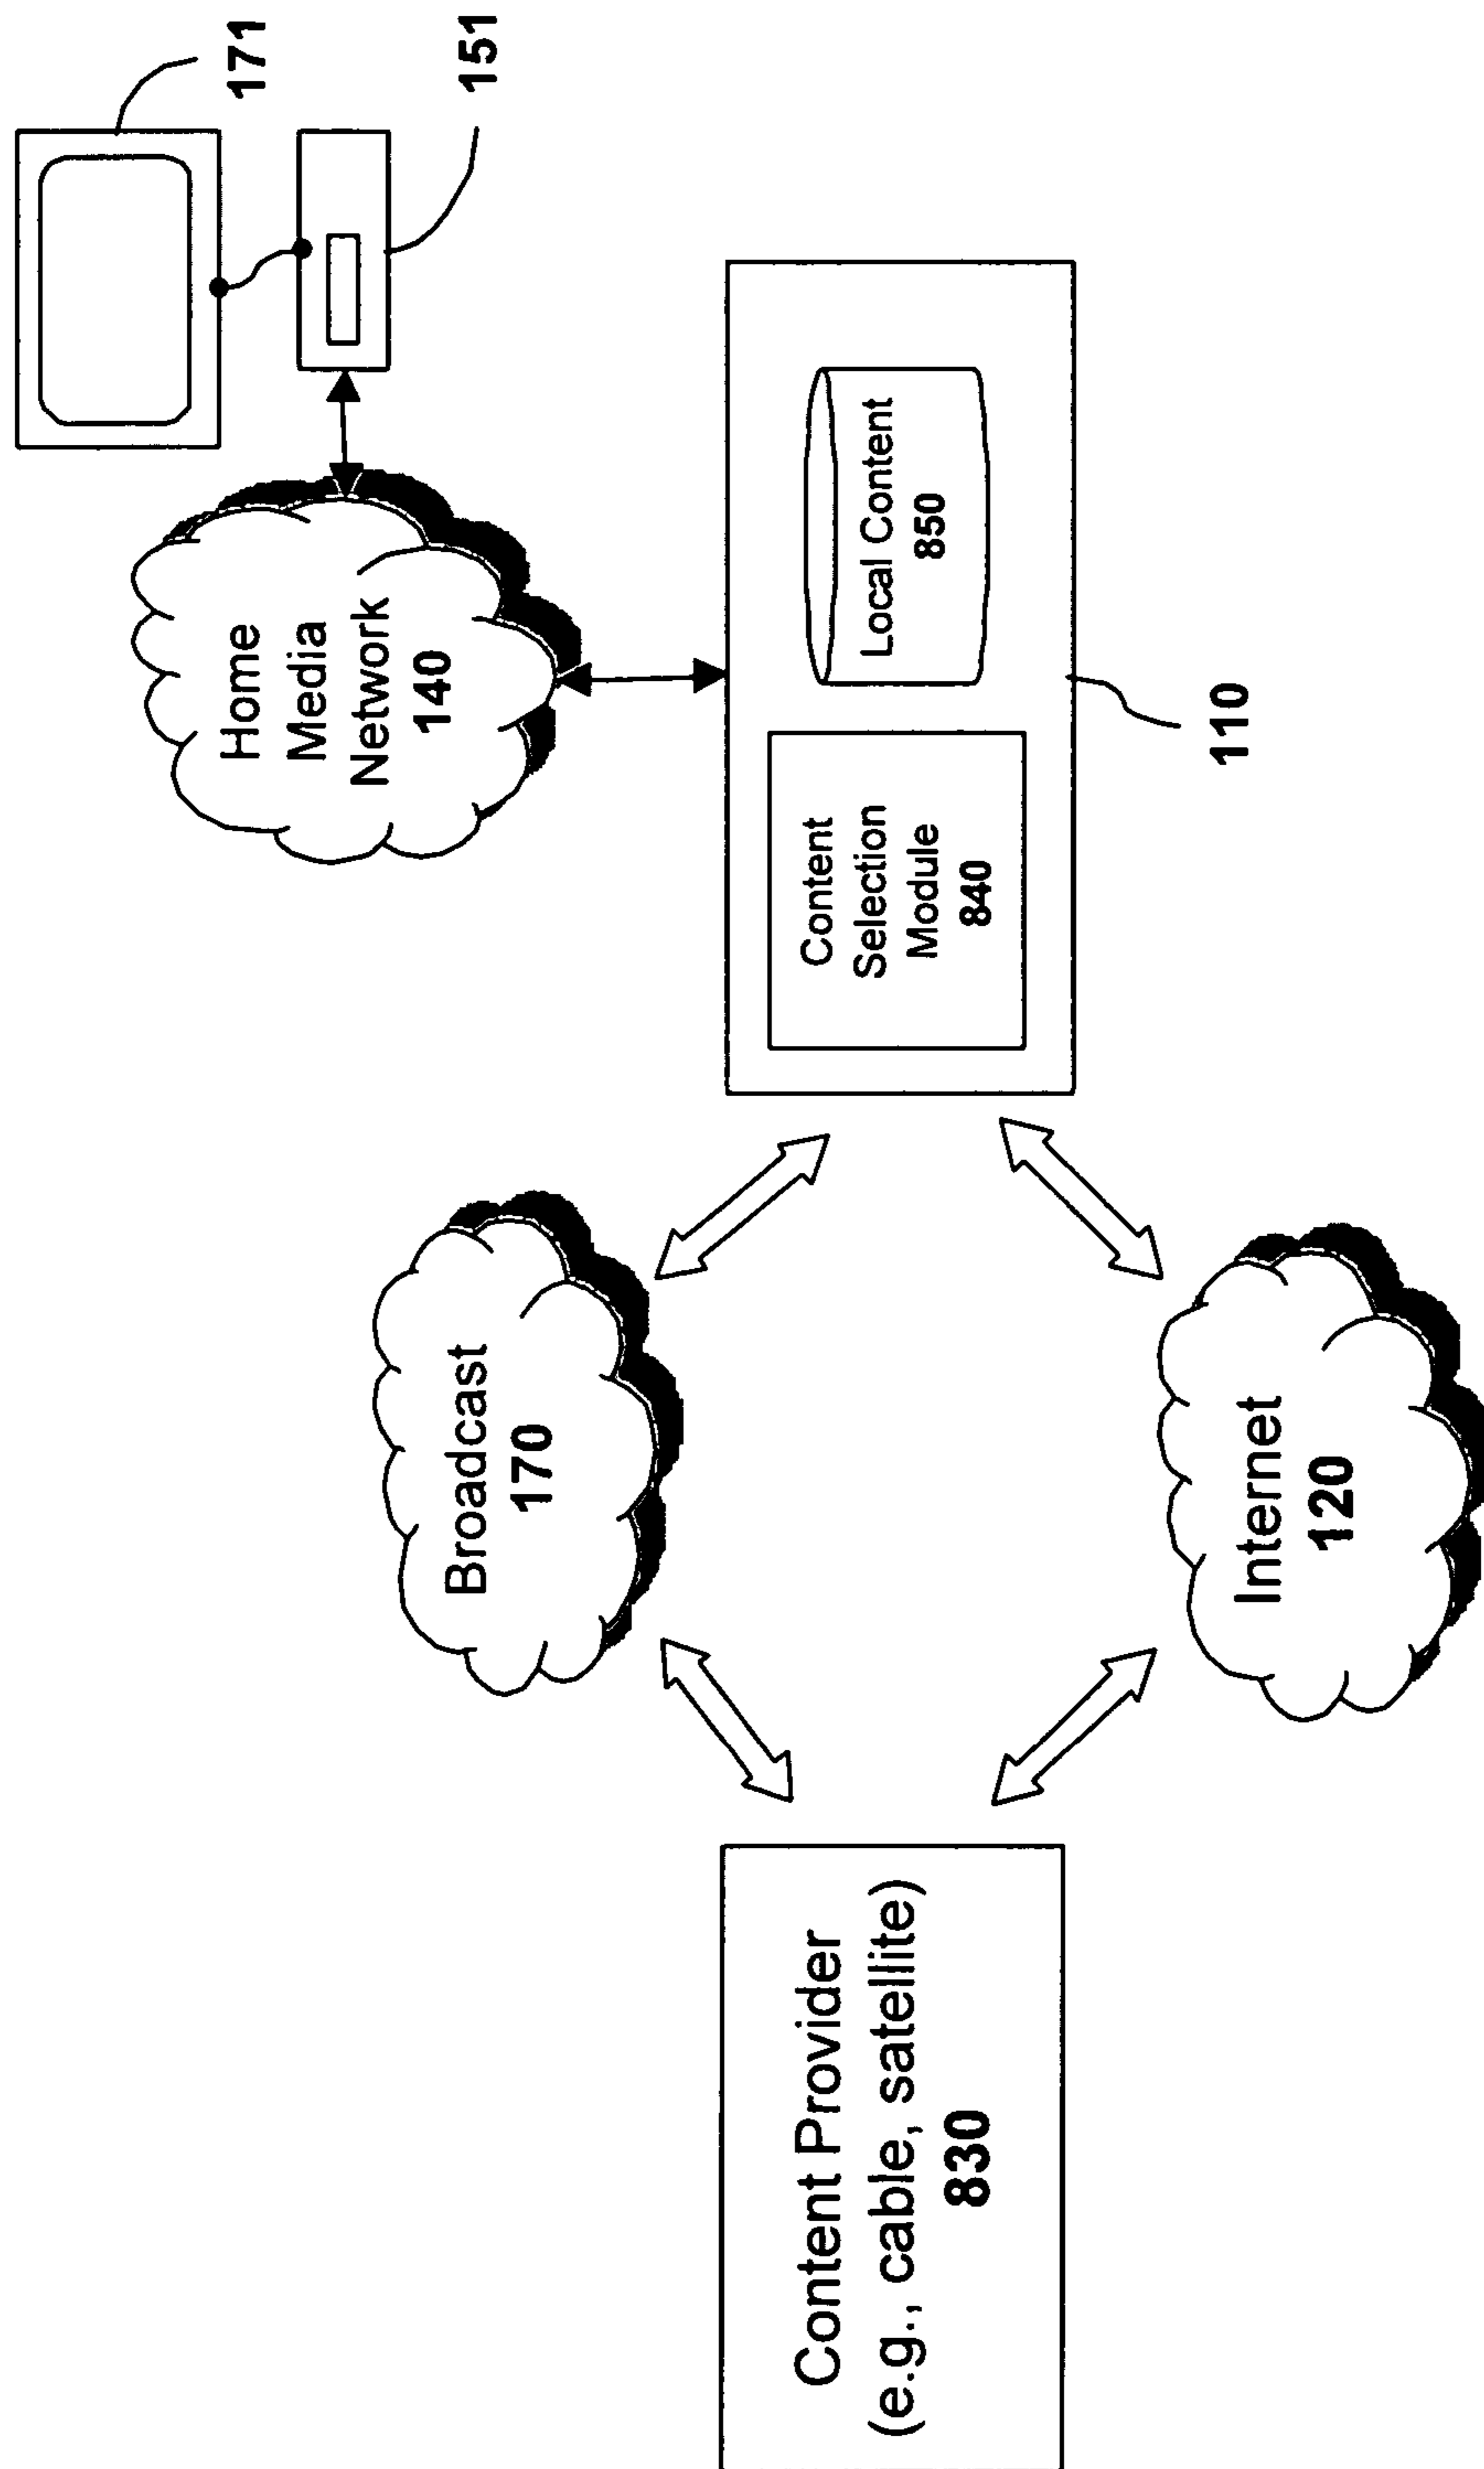 171
151
Home
Media
Network
140
Broadcast
170
Content Provider
(e.g., cable, satellite)
830
Content
Selection
Module
840
Local Content
850
110
Internet
120